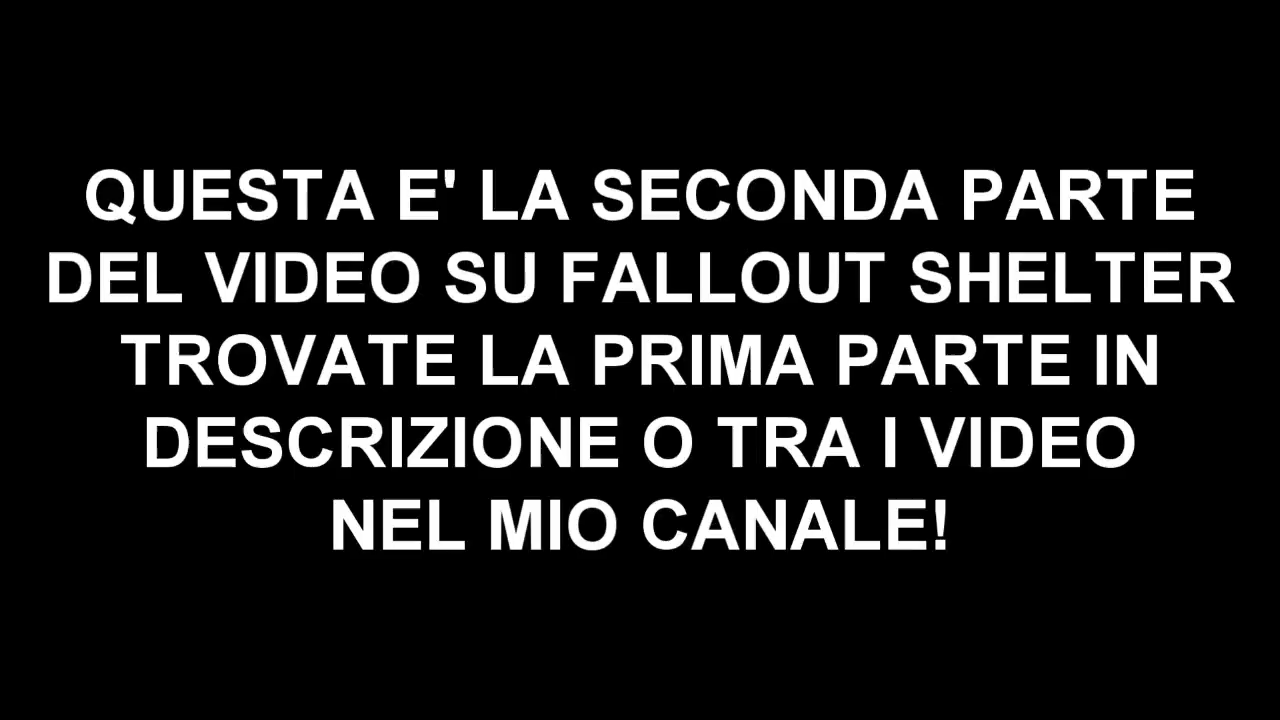 QUESTA E' LA SECONDA PARTE
DEL VIDEO SU FALLOUT SHELTER
TROVATE LA PRIMA PARTE IN
DESCRIZIONE O TRA I VIDEO
NEL MIO CANALE!